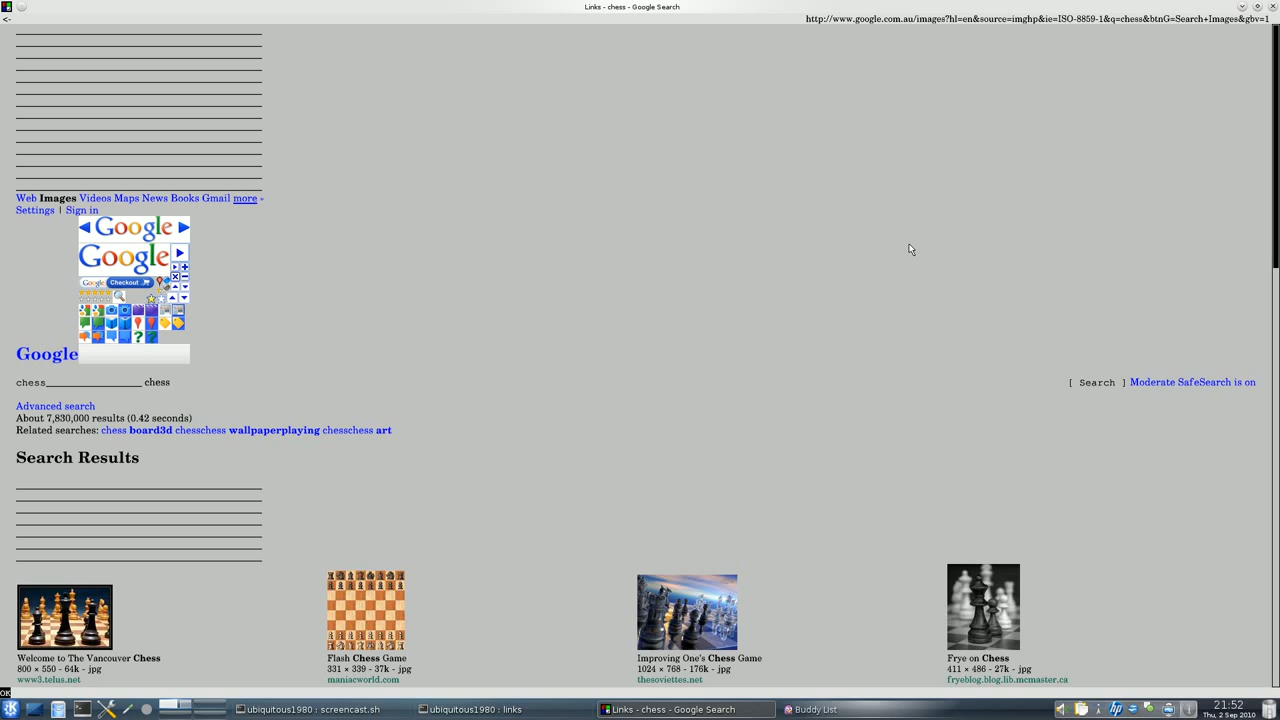 Links - chess - Google Search
<- http://www.google.com.au/images?hl=en&source=imghp&ie=ISO-8859-1&q=chess&btnG=Search+Images&gbv=1
Web Images Videos Maps News Books Gmail more »
Settings | Sign in
Google
Google
Google Checkout
Google
chess________________ chess [ Search ] Moderate SafeSearch is on
Advanced search
About 7,830,000 results (0.42 seconds)
Related searches: chess board3d chesschess wallpaperplaying chesschess art
Search Results
Welcome to The Vancouver Chess
800 × 550 - 64k - jpg
www3.telus.net
Flash Chess Game
331 × 339 - 37k - jpg
maniacworld.com
Improving One's Chess Game
1024 × 768 - 176k - jpg
thesoviettes.net
Frye on Chess
411 × 486 - 27k - jpg
fryeblog.blog.lib.mcmaster.ca
OK
ubiquitous1980 : screencast.sh
ubiquitous1980 : links
Links - chess - Google Search
Buddy List
21:52
Thu, 2 Sep 2010